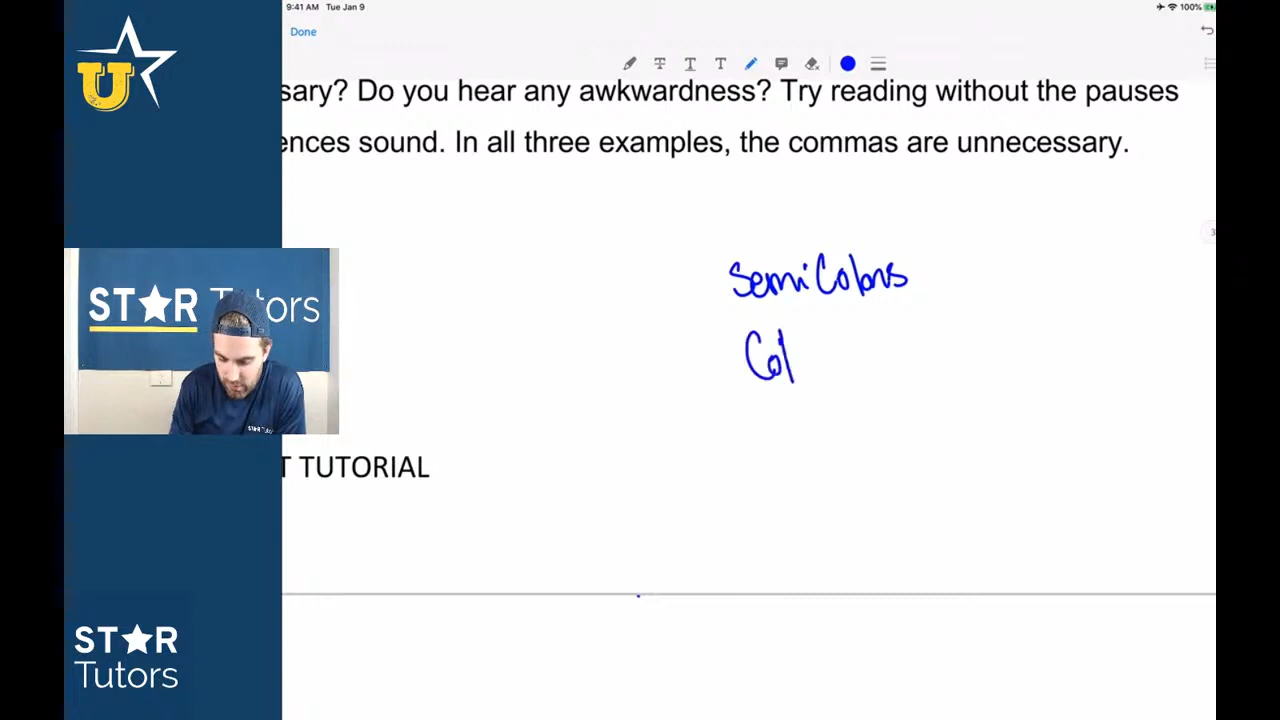 9:41 AM Tue Jan 9
100%
Done
U
sary? Do you hear any awkwardness? Try reading without the pauses
ences sound. In all three examples, the commas are unnecessary.
SemiColons
Col
STAR Tutors
STAR
T TUTORIAL
STAR
Tutors